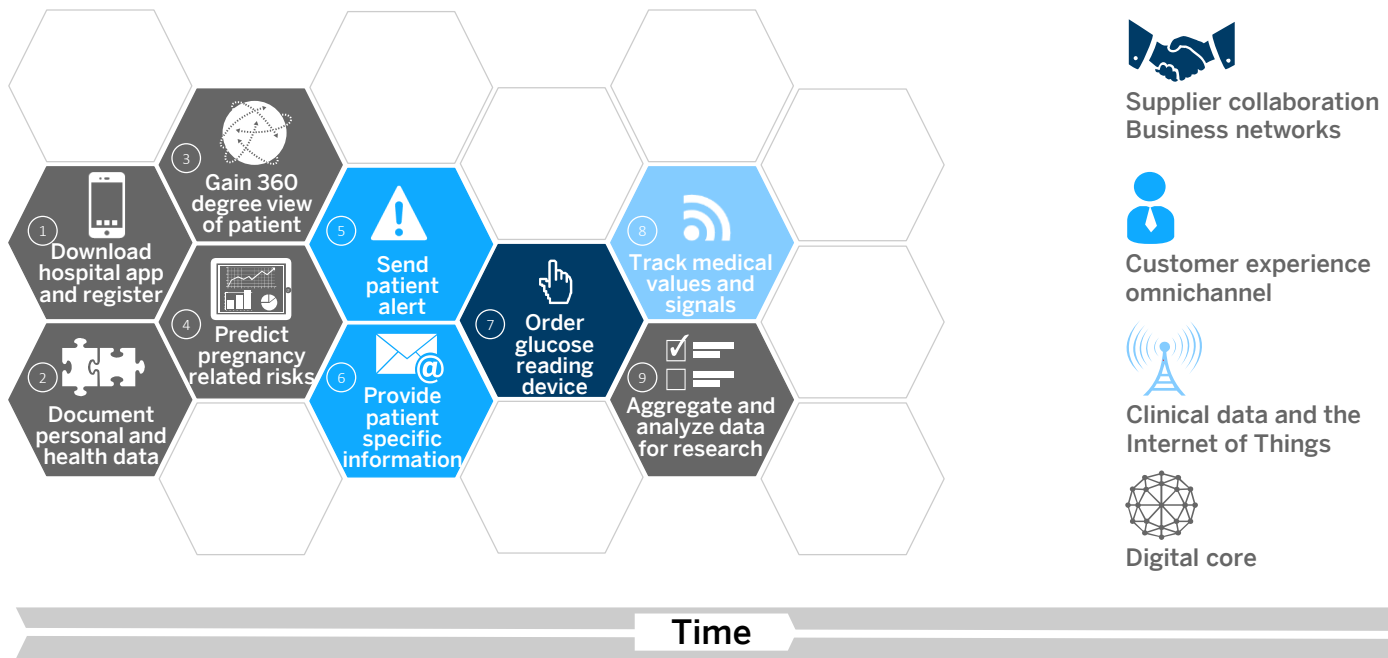 1
Download
hospital app
and register
2
Document
personal and
health data
3
Gain 360
degree view
of patient
4
Predict
pregnancy
related risks
5
Send
patient
alert
6
@
Provide
patient
specific
information
7
Order
glucose
reading
device
8
Track medical
values and
signals
9
Aggregate and
analyze data
for research
Supplier collaboration
Business networks
Customer experience
omnichannel
Clinical data and the
Internet of Things
Digital core
Time